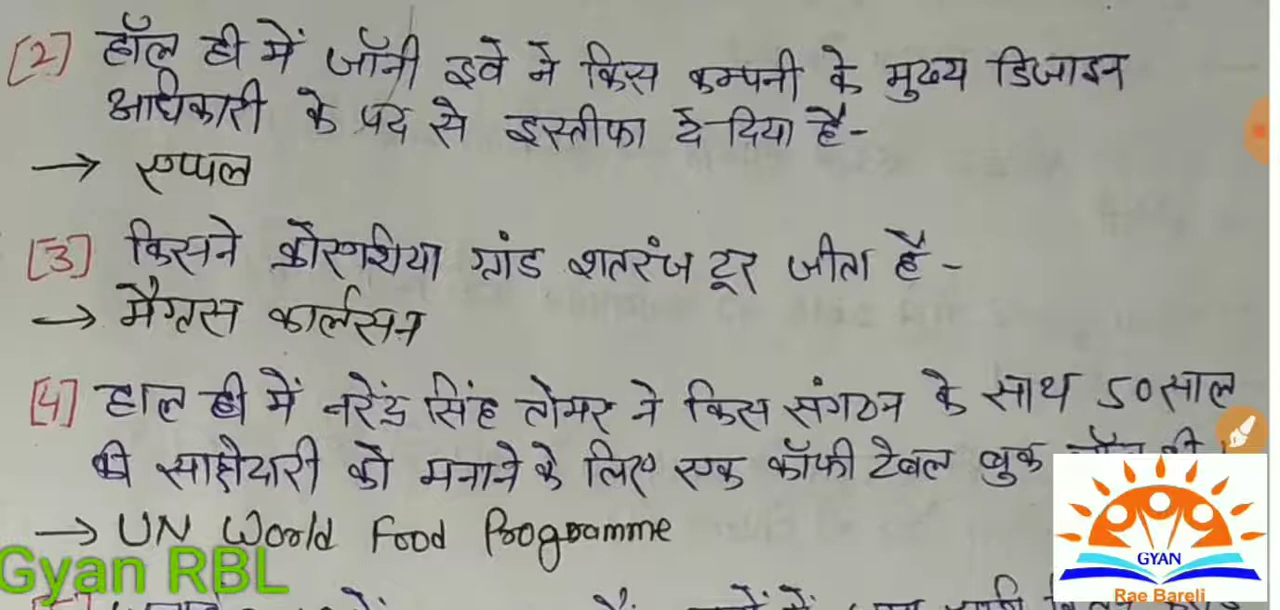 [2] हॉल ही में जॉनी इवे ने किस कम्पनी के मुख्य डिजाइन
अधिकारी के पद से इस्तीफा दे दिया है-
→ एप्पल
[3] किसने क्रोएशिया ग्रांड शतरंज टूर जीता है -
→ मैग्नस कार्लसन
[4] हाल ही में नरेंद्र सिंह तोमर ने किस संगठन के साथ 50 साल
की साझेदारी को मनाने के लिए एक कॉफी टेबल बुक
→ UN World Food Programme
Gyan RBL
GYAN
Rae Bareli